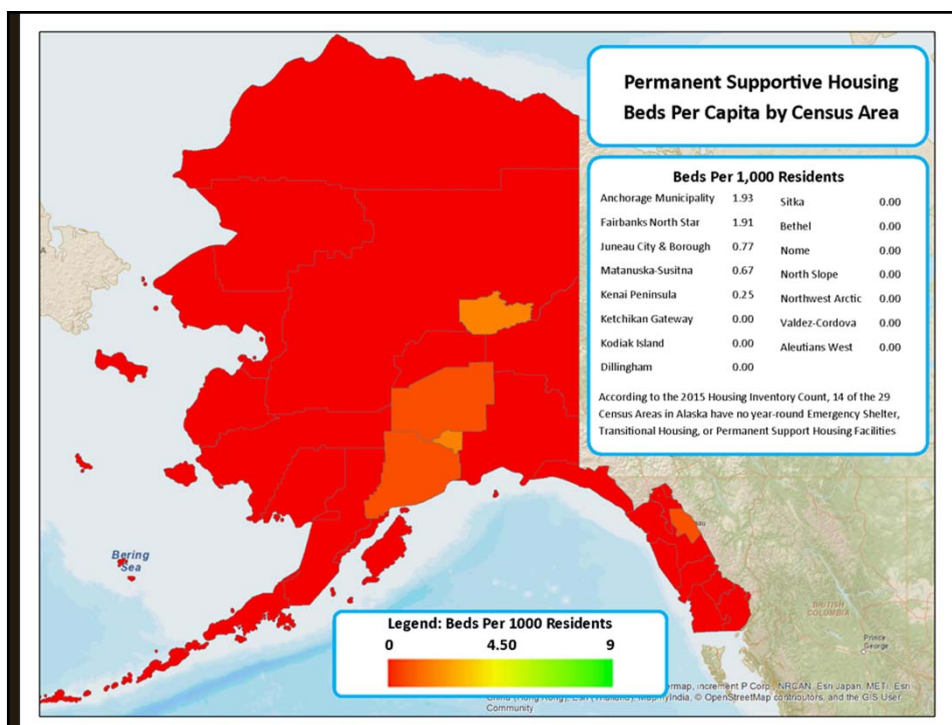 Permanent Supportive Housing
Beds Per Capita by Census Area
Beds Per 1,000 Residents
Anchorage Municipality 1.93
Fairbanks North Star 1.91
Juneau City & Borough 0.77
Matanuska-Susitna 0.67
Kenai Peninsula 0.25
Ketchikan Gateway 0.00
Kodiak Island 0.00
Dillingham 0.00
Sitka 0.00
Bethel 0.00
Nome 0.00
North Slope 0.00
Northwest Arctic 0.00
Valdez-Cordova 0.00
Aleutians West 0.00
According to the 2015 Housing Inventory Count, 14 of the 29
Census Areas in Alaska have no year-round Emergency Shelter,
Transitional Housing, or Permanent Support Housing Facilities
Bering
Sea
BRITISH
COLUMBIA
Prince
George
Legend: Beds Per 1000 Residents
0 4.50 9
increment P Corp., NRCAN, Esri Japan, METI, Esri
MapmyIndia, © OpenStreetMap contributors, and the GIS User
Community